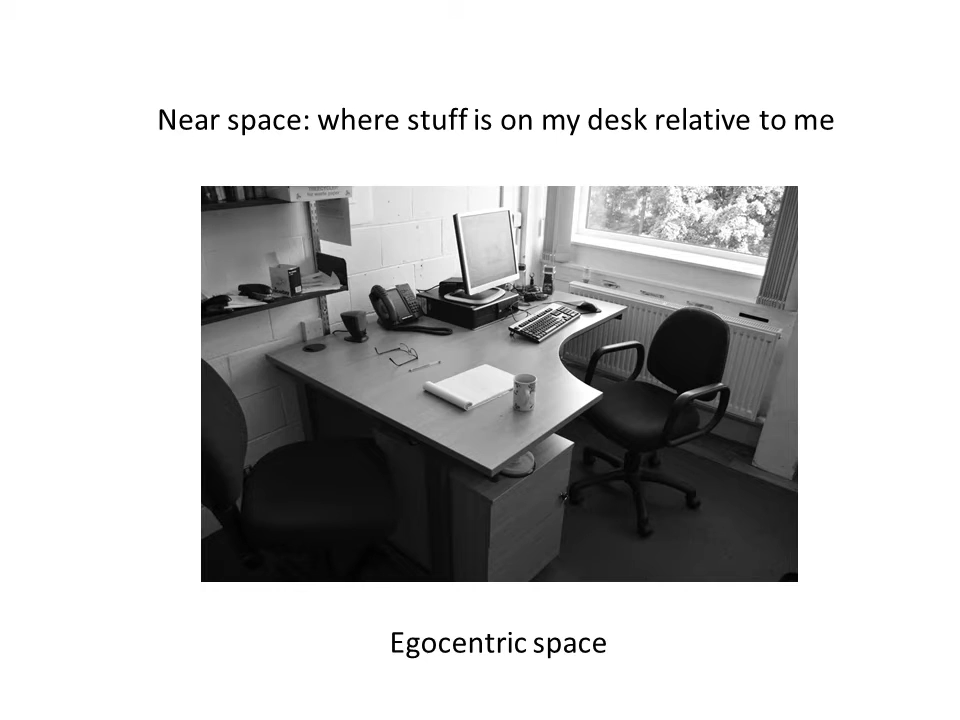 Near space: where stuff is on my desk relative to me
Egocentric space